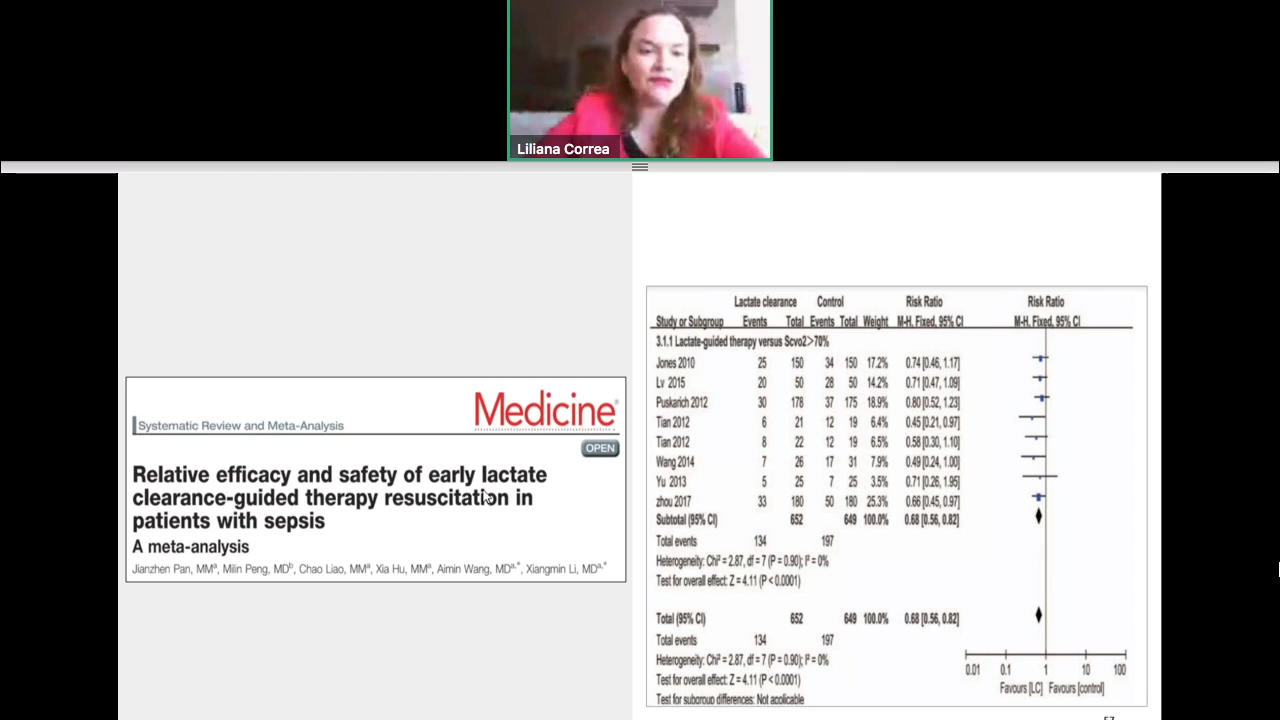 Liliana Correa
Medicine®
Systematic Review and Meta-Analysis
OPEN
Relative efficacy and safety of early lactate
clearance-guided therapy resuscitation in
patients with sepsis
A meta-analysis
Jianzhen Pan, MMᵃ, Milin Peng, MDᵇ, Chao Liao, MMᵃ, Xia Hu, MMᵃ, Aimin Wang, MDᵃ,*, Xiangmin Li, MDᵃ,*
Lactate clearance Control Risk Ratio Risk Ratio
Study or Subgroup Events Total Events Total Weight M-H. Fixed. 95% CI M-H. Fixed. 95% CI
3.1.1 Lactate-guided therapy versus Scvo2>70%
Jones 2010 25 150 34 150 17.2% 0.74 [0.46, 1.17]
Lv 2015 20 50 28 50 14.2% 0.71 [0.47, 1.09]
Puskarich 2012 30 178 37 175 18.9% 0.80 [0.52, 1.23]
Tian 2012 6 21 12 19 6.4% 0.45 [0.21, 0.97]
Tian 2012 8 22 12 19 6.5% 0.58 [0.30, 1.10]
Wang 2014 7 26 17 31 7.9% 0.49 [0.24, 1.00]
Yu 2013 5 25 7 25 3.5% 0.71 [0.26, 1.95]
zhou 2017 33 180 50 180 25.3% 0.66 [0.45, 0.97]
Subtotal (95% CI) 652 649 100.0% 0.68 [0.56, 0.82]
Total events 134 197
Heterogeneity: Chi² = 2.87, df = 7 (P = 0.90); I² = 0%
Test for overall effect: Z = 4.11 (P < 0.0001)
Total (95% CI) 652 649 100.0% 0.68 [0.56, 0.82]
Total events 134 197
Heterogeneity: Chi² = 2.87, df = 7 (P = 0.90); I² = 0%
Test for overall effect: Z = 4.11 (P < 0.0001)
Test for subgroup differences: Not applicable
0.01 0.1 1 10 100
Favours [LC] Favours [control]